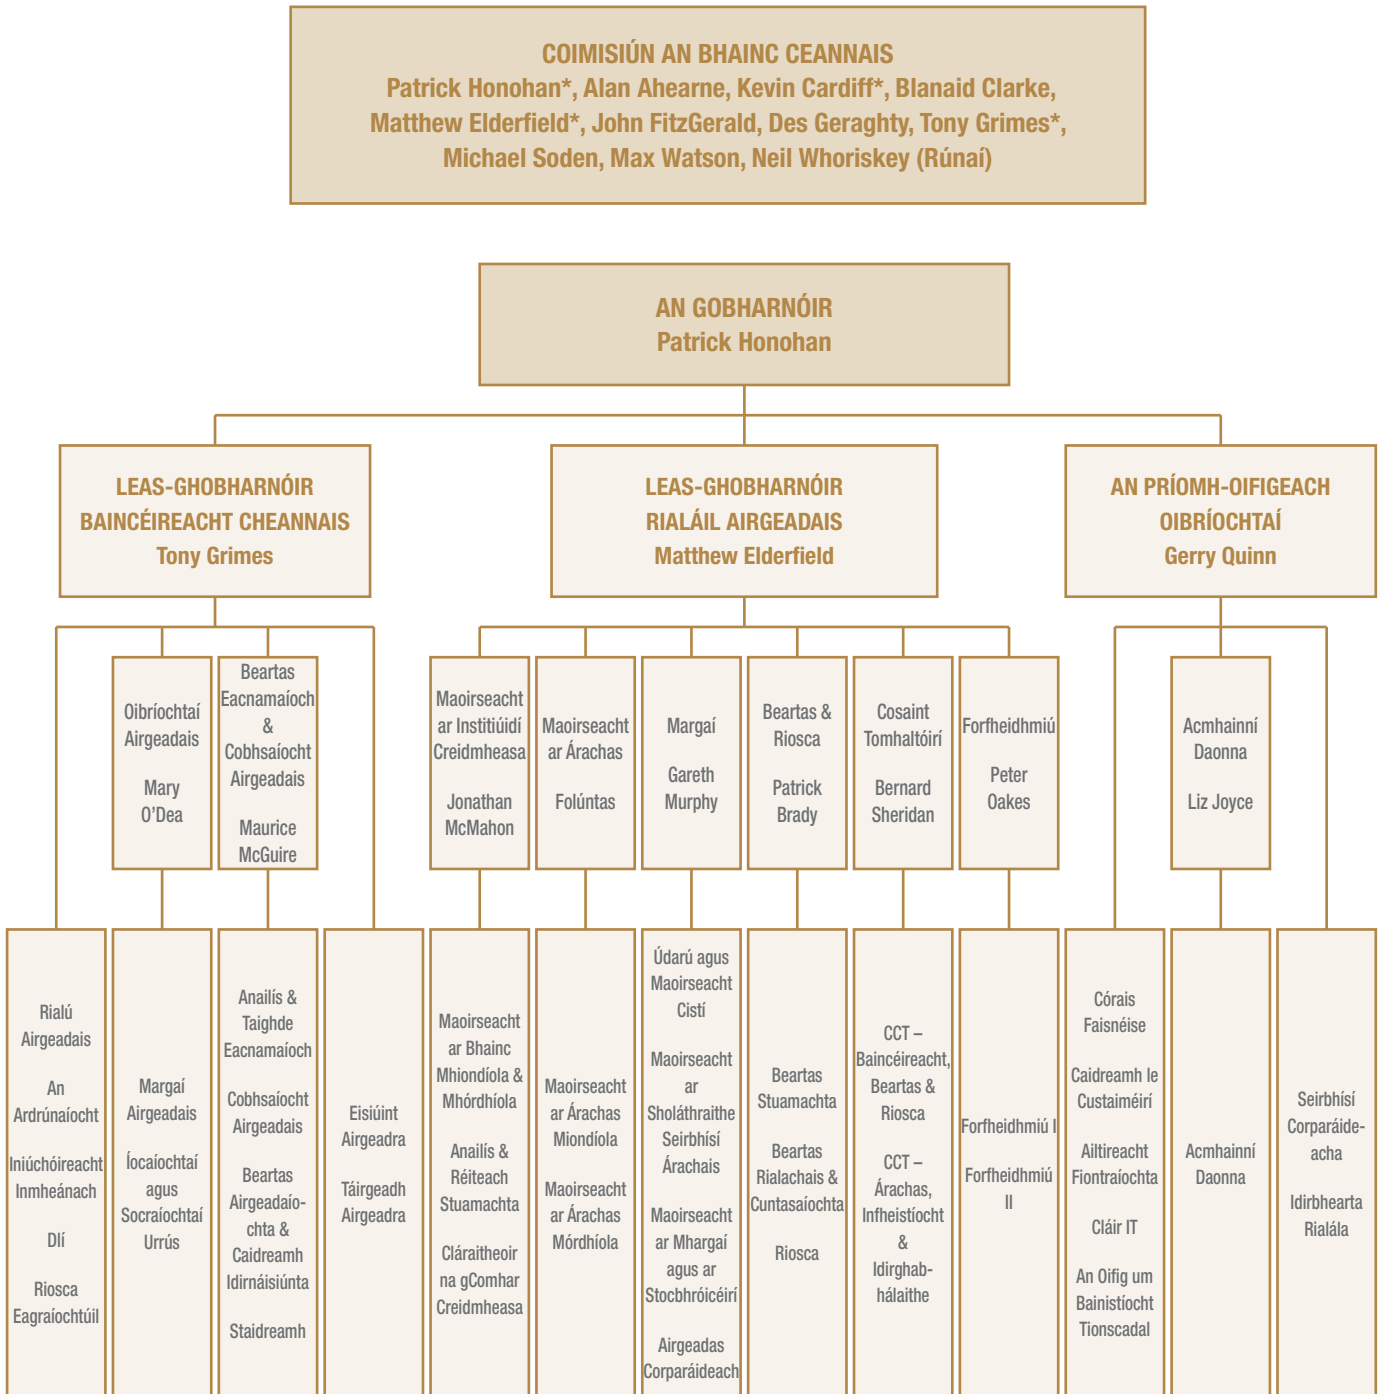 COIMISIÚN AN BHAINC CEANNAIS
Patrick Honohan*, Alan Ahearne, Kevin Cardiff*, Blanaid Clarke,
Matthew Elderfield*, John FitzGerald, Des Geraghty, Tony Grimes*,
Michael Soden, Max Watson, Neil Whoriskey (Rúnaí)
AN GOBHARNÓIR
Patrick Honohan
LEAS-GHOBHARNÓIR
BAINCÉIREACHT CHEANNAIS
Tony Grimes
LEAS-GHOBHARNÓIR
RIALÁIL AIRGEADAIS
Matthew Elderfield
AN PRÍOMH-OIFIGEACH
OIBRÍOCHTAÍ
Gerry Quinn
Oibríochtaí
Airgeadais
Mary
O’Dea
Beartas
Eacnamaíoch
&
Cobhsaíocht
Airgeadais
Maurice
McGuire
Maoirseacht
ar Institiúidí
Creidmheasa
Jonathan
McMahon
Maoirseacht
ar Árachas
Folúntas
Margaí
Gareth
Murphy
Beartas &
Riosca
Patrick
Brady
Cosaint
Tomhaltóirí
Bernard
Sheridan
Forfheidhmiú
Peter
Oakes
Acmhainní
Daonna
Liz Joyce
Rialú
Airgeadais
An
Ardrúnaíocht
Iniúchóireacht
Inmheánach
Dlí
Riosca
Eagraíochtúil
Margaí
Airgeadais
Íocaíochtaí
agus
Socraíochtaí
Urrús
Anailís &
Taighde
Eacnamaíoch
Cobhsaíocht
Airgeadais
Beartas
Airgeadaío-
chta &
Caidreamh
Idirnáisiúnta
Staidreamh
Eisiúint
Airgeadra
Táirgeadh
Airgeadra
Maoirseacht
ar Bhainc
Mhiondíola &
Mhórdhíola
Anailís &
Réiteach
Stuamachta
Cláraitheoir
na gComhar
Creidmheasa
Maoirseacht
ar Árachas
Miondíola
Maoirseacht
ar Árachas
Mórdhíola
Údarú agus
Maoirseacht
Cistí
Maoirseacht
ar
Sholáthraithe
Seirbhísí
Árachais
Maoirseacht
ar Mhargaí
agus ar
Stocbhróicéirí
Airgeadas
Corparáideach
Beartas
Stuamachta
Beartas
Rialachais &
Cuntasaíochta
Riosca
CCT –
Baincéireacht,
Beartas &
Riosca
CCT –
Árachas,
Infheistíocht
&
Idirghab-
hálaithe
Forfheidhmiú I
Forfheidhmiú
II
Córais
Faisnéise
Caidreamh le
Custaiméirí
Ailtireacht
Fiontraíochta
Cláir IT
An Oifig um
Bainistíocht
Tionscadal
Acmhainní
Daonna
Seirbhísí
Corparáide-
acha
Idirbhearta
Rialála